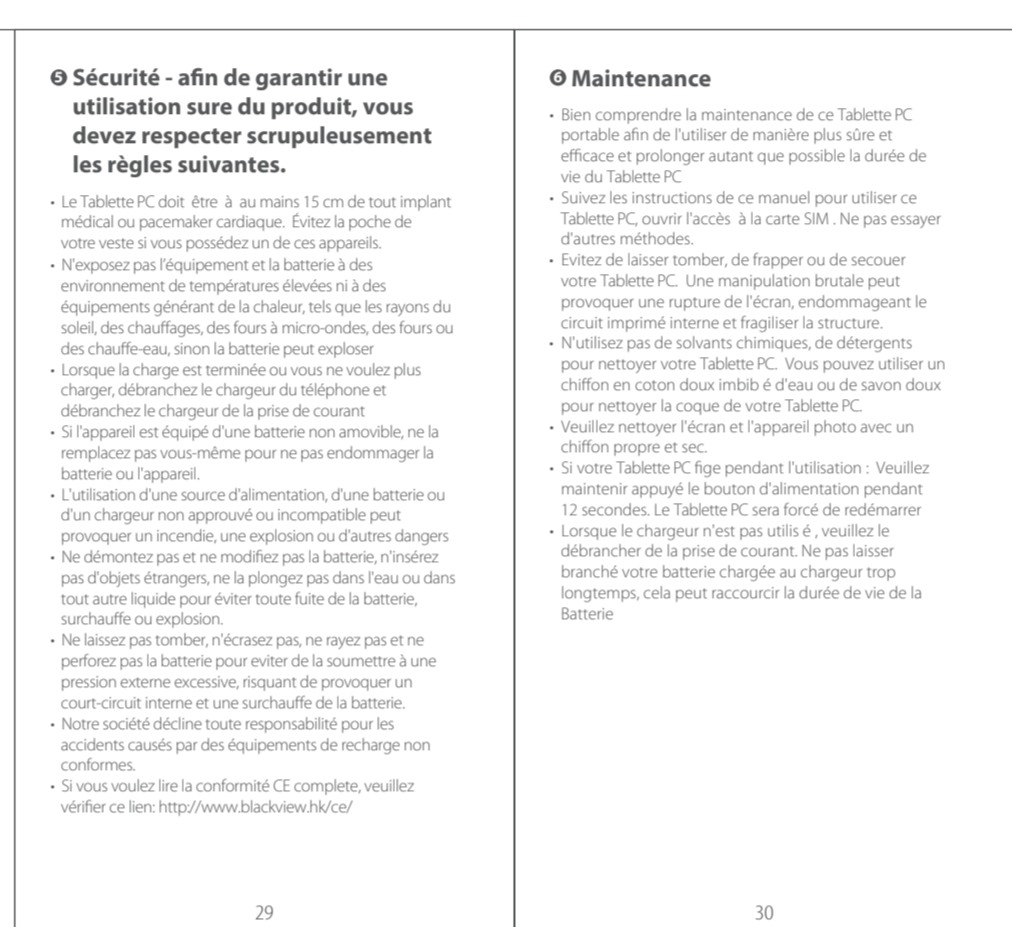 ❺ Sécurité - afin de garantir une
utilisation sure du produit, vous
devez respecter scrupuleusement
les règles suivantes.
• Le Tablette PC doit être à au mains 15 cm de tout implant
médical ou pacemaker cardiaque. Évitez la poche de
votre veste si vous possédez un de ces appareils.
• N'exposez pas l’équipement et la batterie à des
environnement de températures élevées ni à des
équipements générant de la chaleur, tels que les rayons du
soleil, des chauffages, des fours à micro-ondes, des fours ou
des chauffe-eau, sinon la batterie peut exploser
• Lorsque la charge est terminée ou vous ne voulez plus
charger, débranchez le chargeur du téléphone et
débranchez le chargeur de la prise de courant
• Si l'appareil est équipé d'une batterie non amovible, ne la
remplacez pas vous-même pour ne pas endommager la
batterie ou l'appareil.
• L'utilisation d'une source d'alimentation, d'une batterie ou
d'un chargeur non approuvé ou incompatible peut
provoquer un incendie, une explosion ou d'autres dangers
• Ne démontez pas et ne modifiez pas la batterie, n'insérez
pas d'objets étrangers, ne la plongez pas dans l'eau ou dans
tout autre liquide pour éviter toute fuite de la batterie,
surchauffe ou explosion.
• Ne laissez pas tomber, n'écrasez pas, ne rayez pas et ne
perforez pas la batterie pour eviter de la soumettre à une
pression externe excessive, risquant de provoquer un
court-circuit interne et une surchauffe de la batterie.
• Notre société décline toute responsabilité pour les
accidents causés par des équipements de recharge non
conformes.
• Si vous voulez lire la conformité CE complete, veuillez
vérifier ce lien: http://www.blackview.hk/ce/
29
❻ Maintenance
• Bien comprendre la maintenance de ce Tablette PC
portable afin de l'utiliser de manière plus sûre et
efficace et prolonger autant que possible la durée de
vie du Tablette PC
• Suivez les instructions de ce manuel pour utiliser ce
Tablette PC, ouvrir l'accès à la carte SIM . Ne pas essayer
d'autres méthodes.
• Evitez de laisser tomber, de frapper ou de secouer
votre Tablette PC. Une manipulation brutale peut
provoquer une rupture de l'écran, endommageant le
circuit imprimé interne et fragiliser la structure.
• N'utilisez pas de solvants chimiques, de détergents
pour nettoyer votre Tablette PC. Vous pouvez utiliser un
chiffon en coton doux imbib é d'eau ou de savon doux
pour nettoyer la coque de votre Tablette PC.
• Veuillez nettoyer l'écran et l'appareil photo avec un
chiffon propre et sec.
• Si votre Tablette PC fige pendant l'utilisation : Veuillez
maintenir appuyé le bouton d'alimentation pendant
12 secondes. Le Tablette PC sera forcé de redémarrer
• Lorsque le chargeur n'est pas utilis é , veuillez le
débrancher de la prise de courant. Ne pas laisser
branché votre batterie chargée au chargeur trop
longtemps, cela peut raccourcir la durée de vie de la
Batterie
30